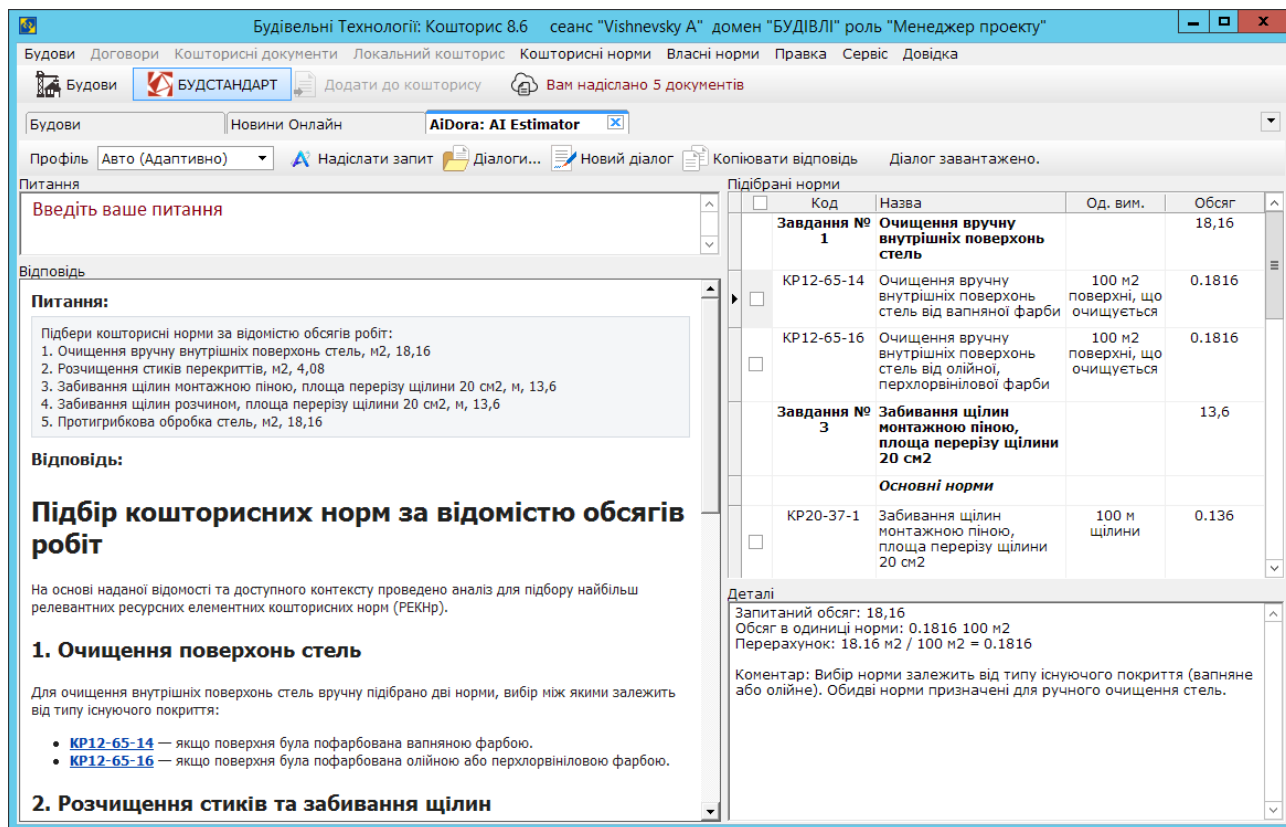 Будівельні Технології: Кошторис 8.6 сеанс "Vishnevsky A" домен "БУДІВЛІ" роль "Менеджер проекту"
Будови Договори Кошторисні документи Локальний кошторис Кошторисні норми Власні норми Правка Сервіс Довідка
Будови БУДСТАНДАРТ Додати до кошторису Вам надіслано 5 документів
Будови Новини Онлайн AiDora: AI Estimator
Профіль Авто (Адаптивно) Надіслати запит Діалоги... Новий діалог Копіювати відповідь Діалог завантажено.
Питання
Введіть ваше питання
Відповідь
Питання:
Підбери кошторисні норми за відомістю обсягів робіт:
1. Очищення вручну внутрішніх поверхонь стель, м2, 18,16
2. Розчищення стиків перекриттів, м2, 4,08
3. Забивання щілин монтажною піною, площа перерізу щілини 20 см2, м, 13,6
4. Забивання щілин розчином, площа перерізу щілини 20 см2, м, 13,6
5. Протигрибкова обробка стель, м2, 18,16
Відповідь:
Підбір кошторисних норм за відомістю обсягів
робіт
На основі наданої відомості та доступного контексту проведено аналіз для підбору найбільш
релевантних ресурсних елементних кошторисних норм (РЕКНр).
1. Очищення поверхонь стель
Для очищення внутрішніх поверхонь стель вручну підібрано дві норми, вибір між якими залежить
від типу існуючого покриття:
• КР12-65-14 — якщо поверхня була пофарбована вапняною фарбою.
• КР12-65-16 — якщо поверхня була пофарбована олійною або перхлорвініловою фарбою.
2. Розчищення стиків та забивання щілин
Підібрані норми
Код Назва Од. вим. Обсяг
Завдання № Очищення вручну 18,16
1 внутрішніх поверхонь
стель
КР12-65-14 Очищення вручну 100 м2 0.1816
внутрішніх поверхонь поверхні, що
стель від вапняної фарби очищується
КР12-65-16 Очищення вручну 100 м2 0.1816
внутрішніх поверхонь поверхні, що
стель від олійної, очищується
перхлорвінілової фарби
Завдання № Забивання щілин 13,6
3 монтажною піною,
площа перерізу щілини
20 см2
Основні норми
КР20-37-1 Забивання щілин 100 м 0.136
монтажною піною, щілини
площа перерізу щілини
20 см2
Деталі
Запитаний обсяг: 18,16
Обсяг в одиниці норми: 0.1816 100 м2
Перерахунок: 18.16 м2 / 100 м2 = 0.1816
Коментар: Вибір норми залежить від типу існуючого покриття (вапняне
або олійне). Обидві норми призначені для ручного очищення стель.